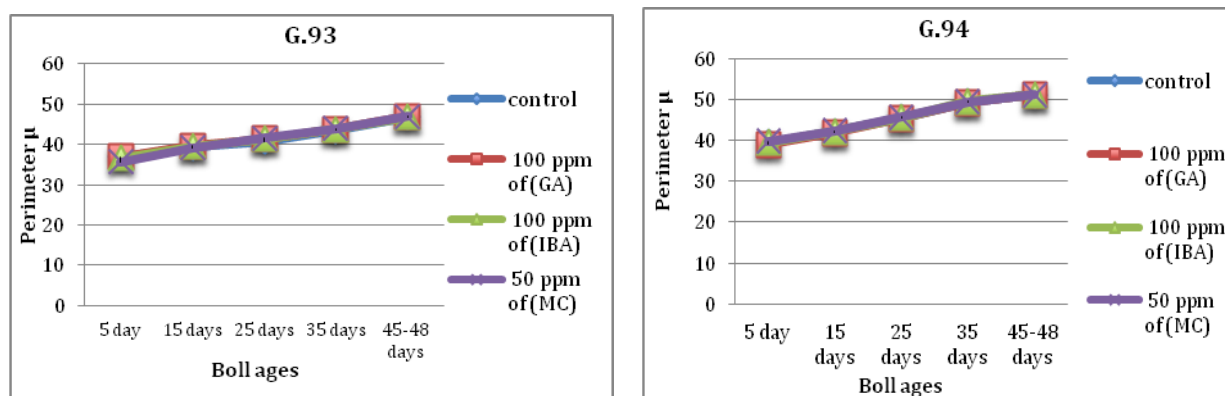 G.93
60
50
40
30
20
10
0
Perimeter µ
5 day 15 days 25 days 35 days 45-48
days
Boll ages
control
100 ppm
of (GA)
100 ppm
of (IBA)
50 ppm
of (MC)
G.94
60
50
40
30
20
10
0
Perimeter µ
5 day 15 25 35 45-48
days days days days
Boll ages
control
100 ppm
of (GA)
100 ppm
of (IBA)
50 ppm
of (MC)